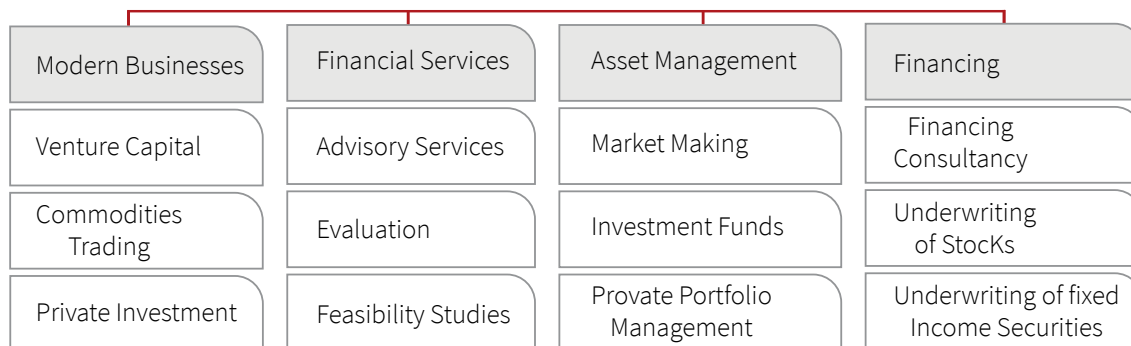 Modern Businesses
Financial Services
Asset Management
Financing
Venture Capital
Advisory Services
Market Making
Financing
Consultancy
Commodities
Trading
Evaluation
Investment Funds
Underwriting
of StocKs
Private Investment
Feasibility Studies
Provate Portfolio
Management
Underwriting of fixed
Income Securities